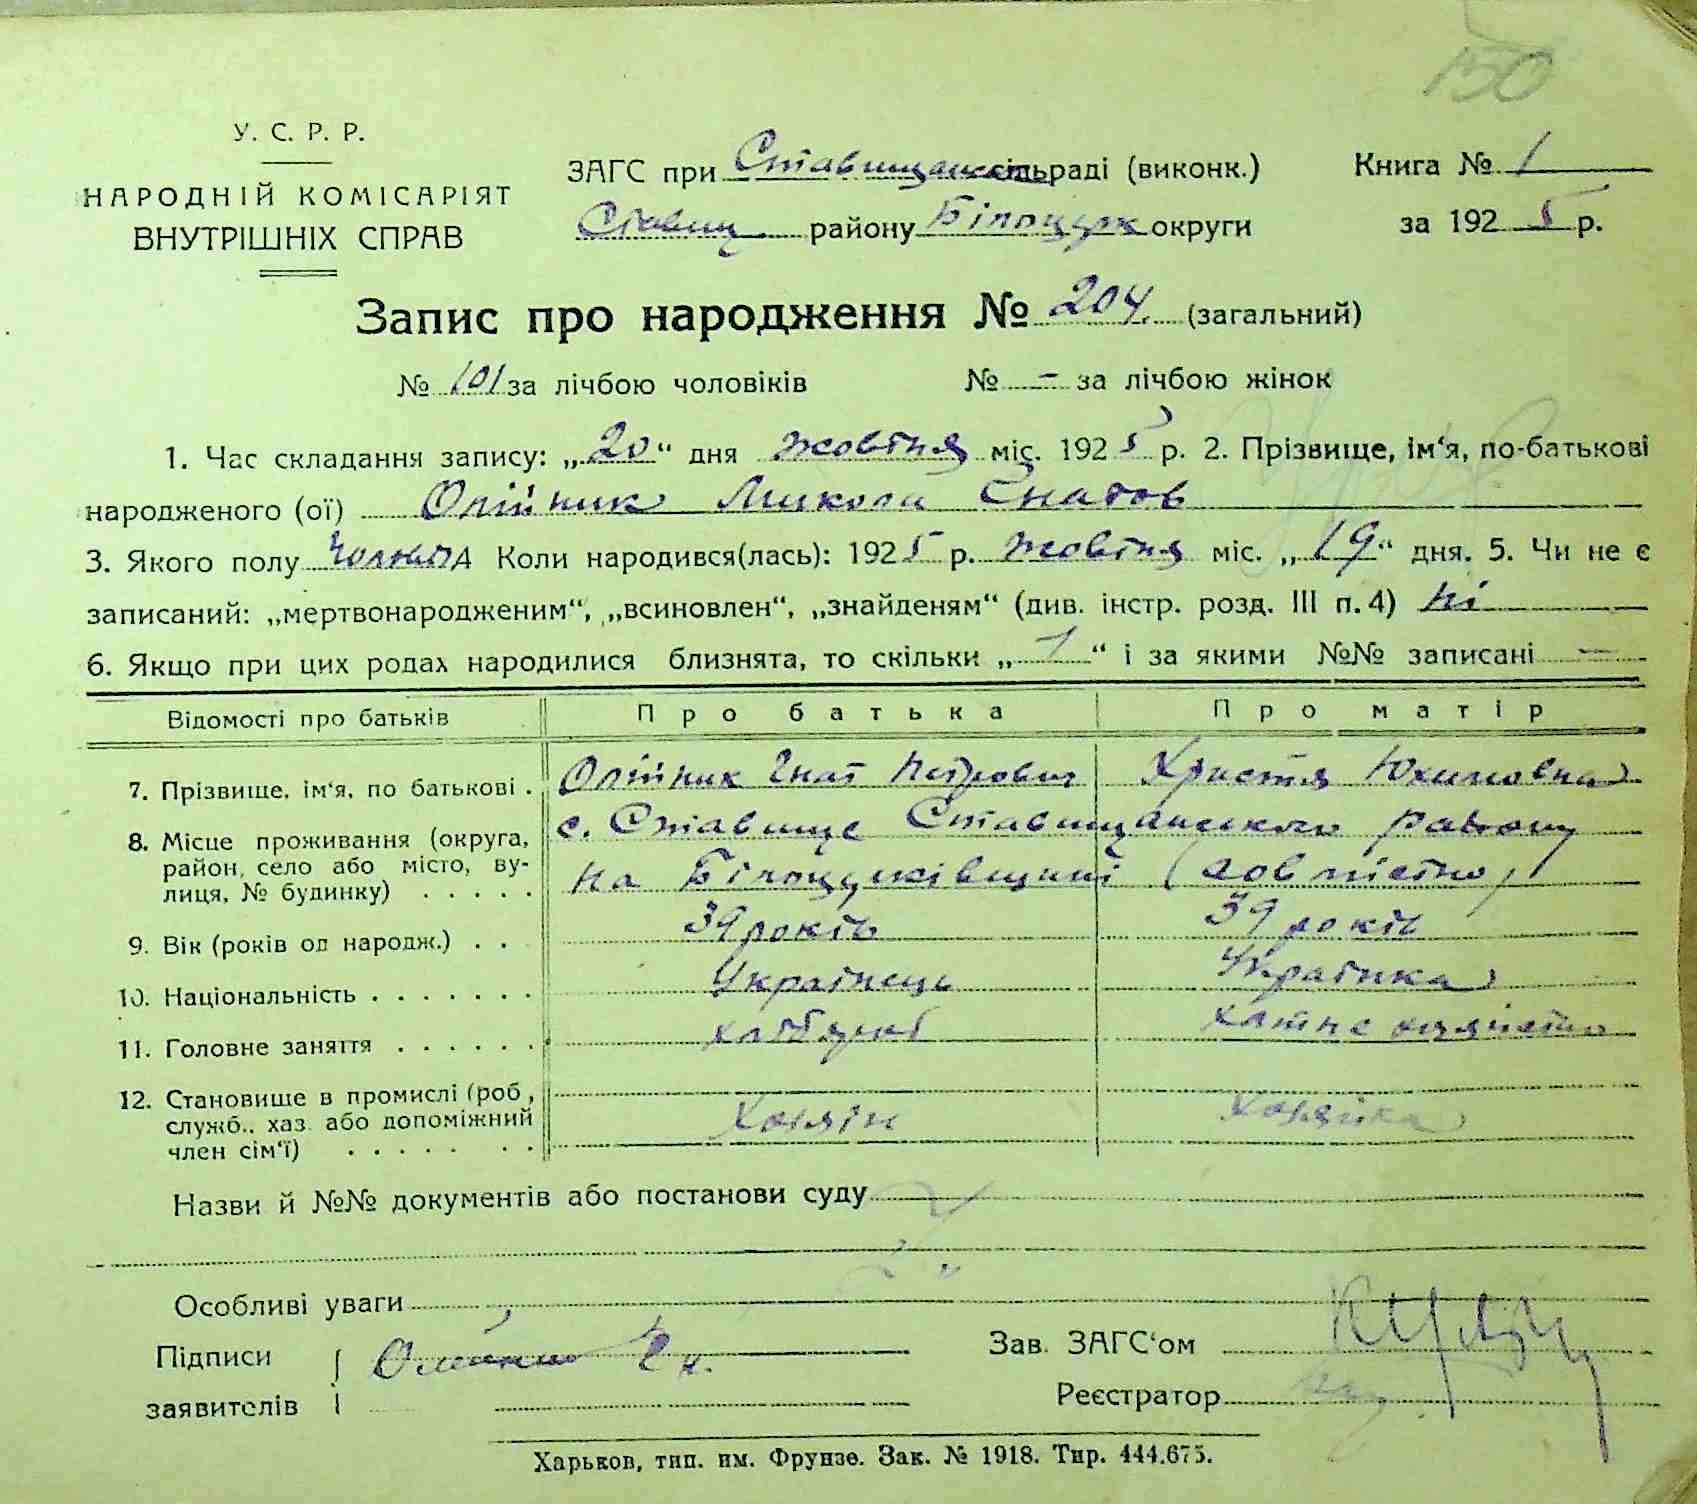 150
У. С. Р. Р.
НАРОДНІЙ КОМІСАРІЯТ
ВНУТРІШНІХ СПРАВ
ЗАГС при Ставищанск сільраді (виконк.)
Книга № 1
Ставищ району Білоцерк округи
за 1925 р.
Запис про народження № 204. (загальний)
№ 101 за лічбою чоловіків № - за лічбою жінок
1. Час складання запису: „20“ дня жовтня міс. 1925 р. 2. Прізвище, ім‘я, по-батькові
народженого (ої) Олійник Микола Гнатов
3. Якого полу 4 Коли народився(лась): 1925 р. жовтня міс. „19“ дня. 5. Чи не є
записаний: „мертвонародженим“, „всиновлен“, „знайденям“ (див. інстр. розд. III п. 4) ні
6. Якщо при цих родах народилися близнята, то скільки „ “ і за якими №№ записані —
Відомості про батьків Про батька Про матір
7. Прізвище, ім‘я, по батькові . Олійник Гнат Петрович Христя Юхимовна
8. Місце проживання (округа, район, село або місто, вулиця, № будинку) . . . . . с. Ставище Ставищанського району
на Білоцерківщині (совмістно)
9. Вік (років од народж.) . . 39 років 39 років
10. Національність . . . . . . . Українець Українка
11. Головне заняття . . . . . . хлібороб хатне хазяйство
12. Становище в промислі (роб., служб., хаз. або допоміжний член сім‘ї) . . . . . . . Хазяїн Хазяйка
Назви й №№ документів або постанови суду
Особливі уваги
Підписи
заявителів
Олійник
Зав. ЗАГС‘ом
Реєстратор
Харьков, тип. им. Фрунзе. Зак. № 1918. Тир. 444.675.